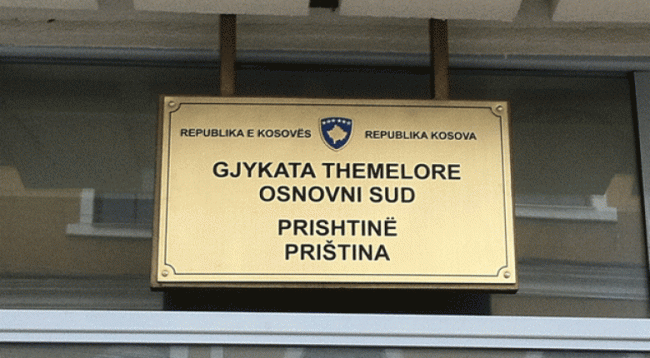 REPUBLIKA E KOSOVËS REPUBLIKA KOSOVA
GJYKATA THEMELORE
OSNOVNI SUD
PRISHTINË
PRIŠTINA